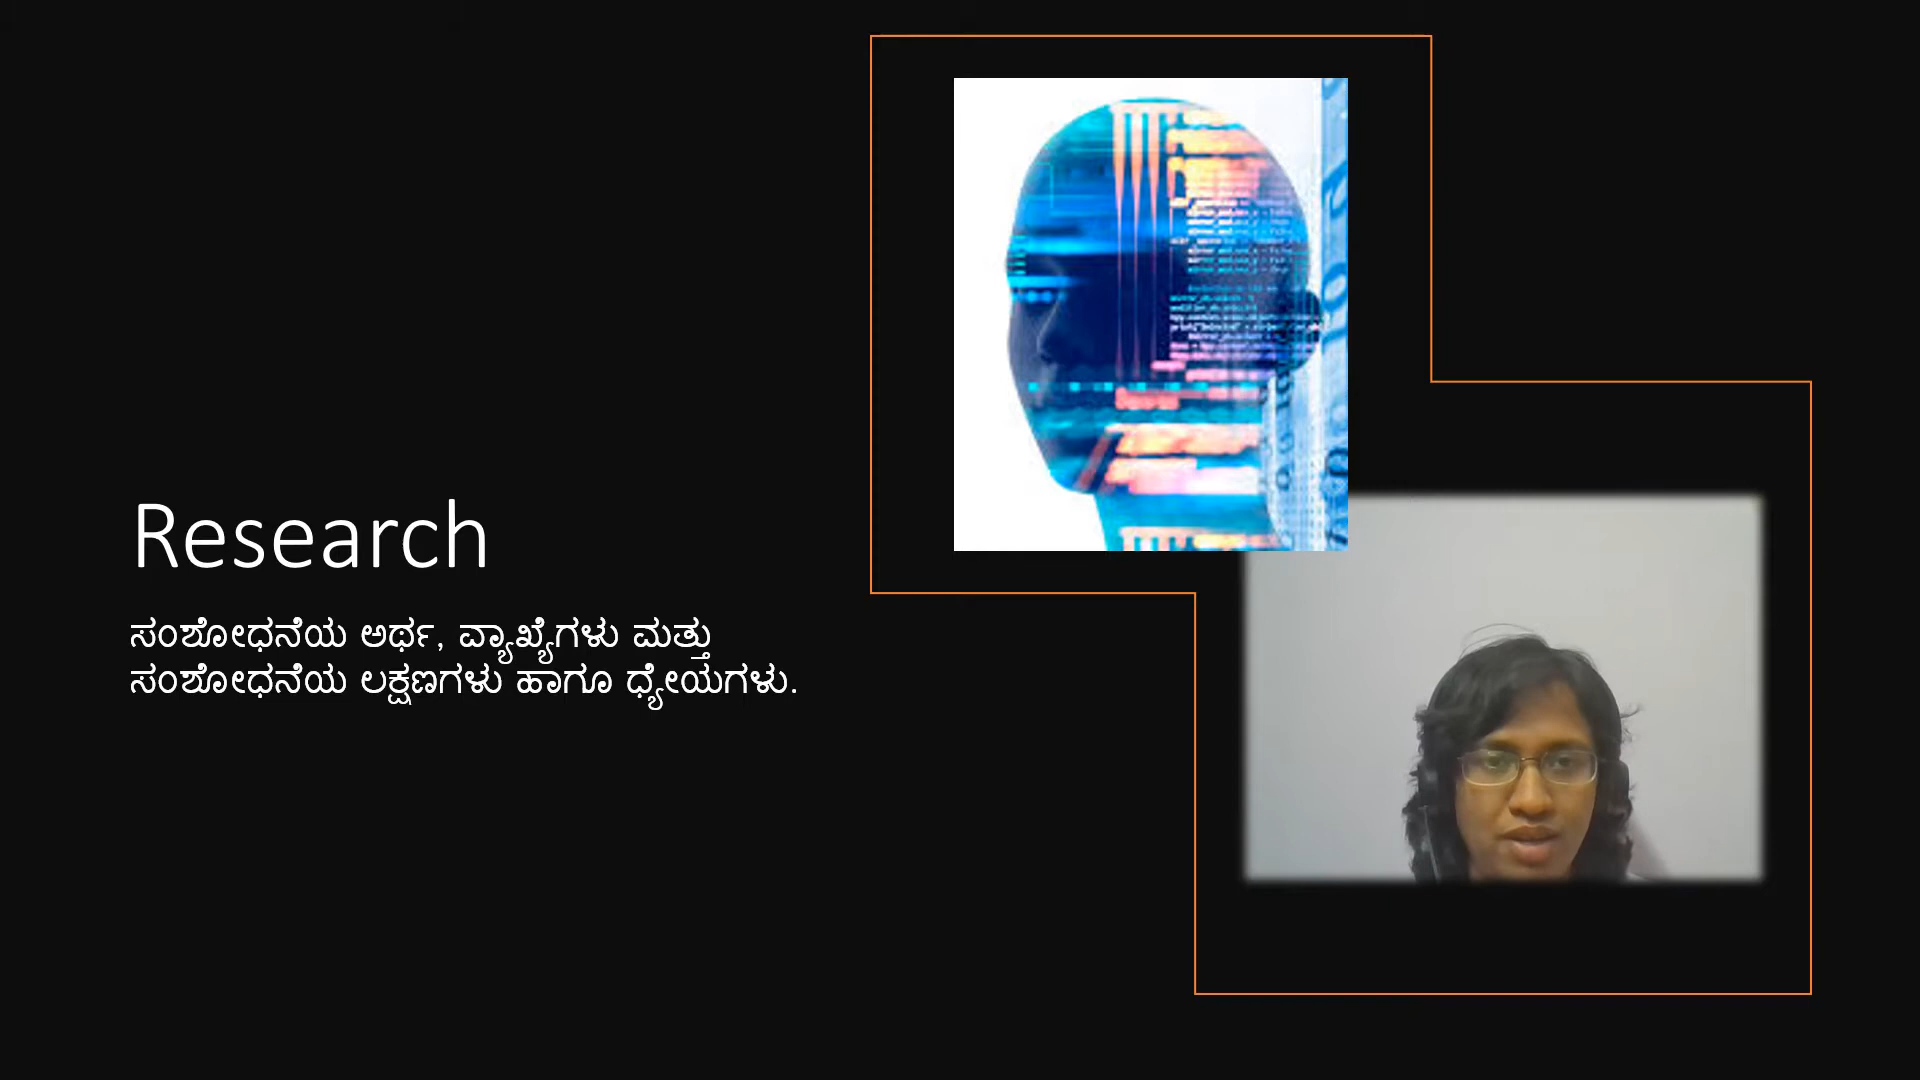 Research
ಸಂಶೋಧನೆಯ ಅರ್ಥ, ವ್ಯಾಖ್ಯೆಗಳು ಮತ್ತು
ಸಂಶೋಧನೆಯ ಲಕ್ಷಣಗಳು ಹಾಗೂ ಧ್ಯೇಯಗಳು.